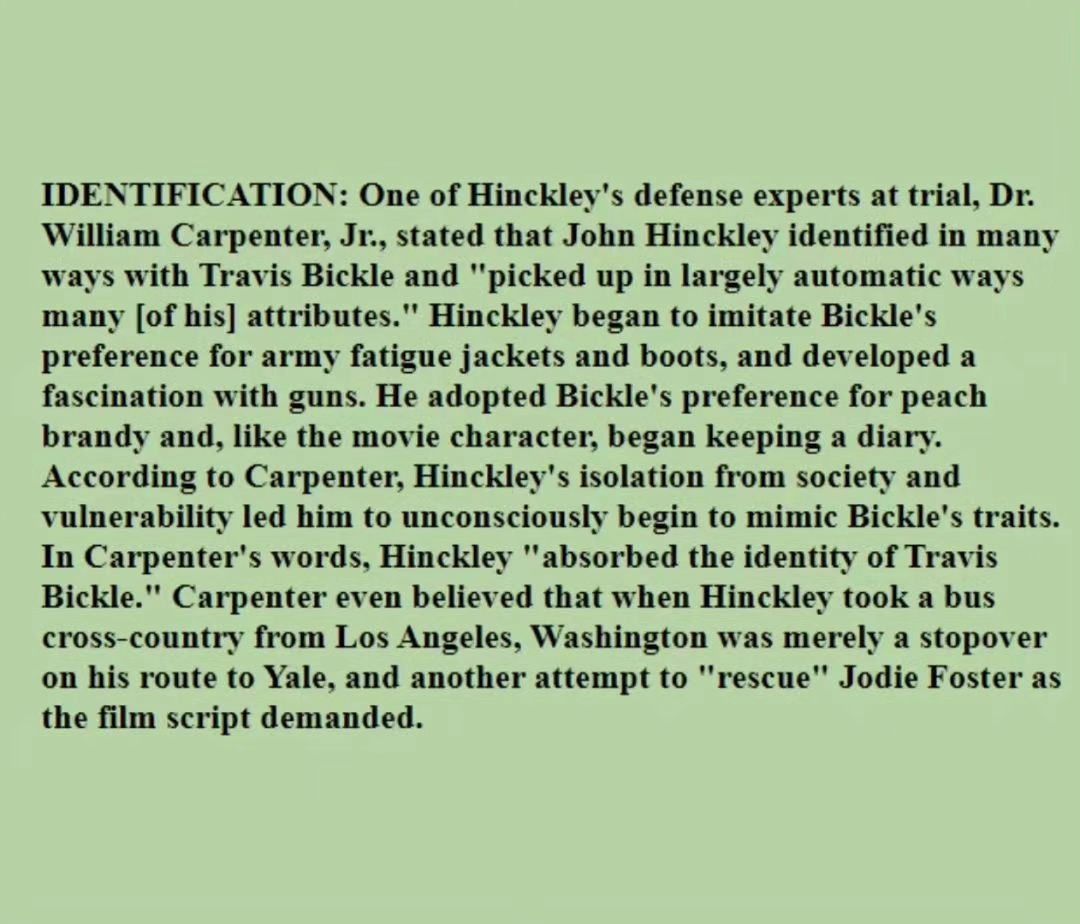 IDENTIFICATION: One of Hinckley's defense experts at trial, Dr.
William Carpenter, Jr., stated that John Hinckley identified in many
ways with Travis Bickle and "picked up in largely automatic ways
many [of his] attributes." Hinckley began to imitate Bickle's
preference for army fatigue jackets and boots, and developed a
fascination with guns. He adopted Bickle's preference for peach
brandy and, like the movie character, began keeping a diary.
According to Carpenter, Hinckley's isolation from society and
vulnerability led him to unconsciously begin to mimic Bickle's traits.
In Carpenter's words, Hinckley "absorbed the identity of Travis
Bickle." Carpenter even believed that when Hinckley took a bus
cross-country from Los Angeles, Washington was merely a stopover
on his route to Yale, and another attempt to "rescue" Jodie Foster as
the film script demanded.